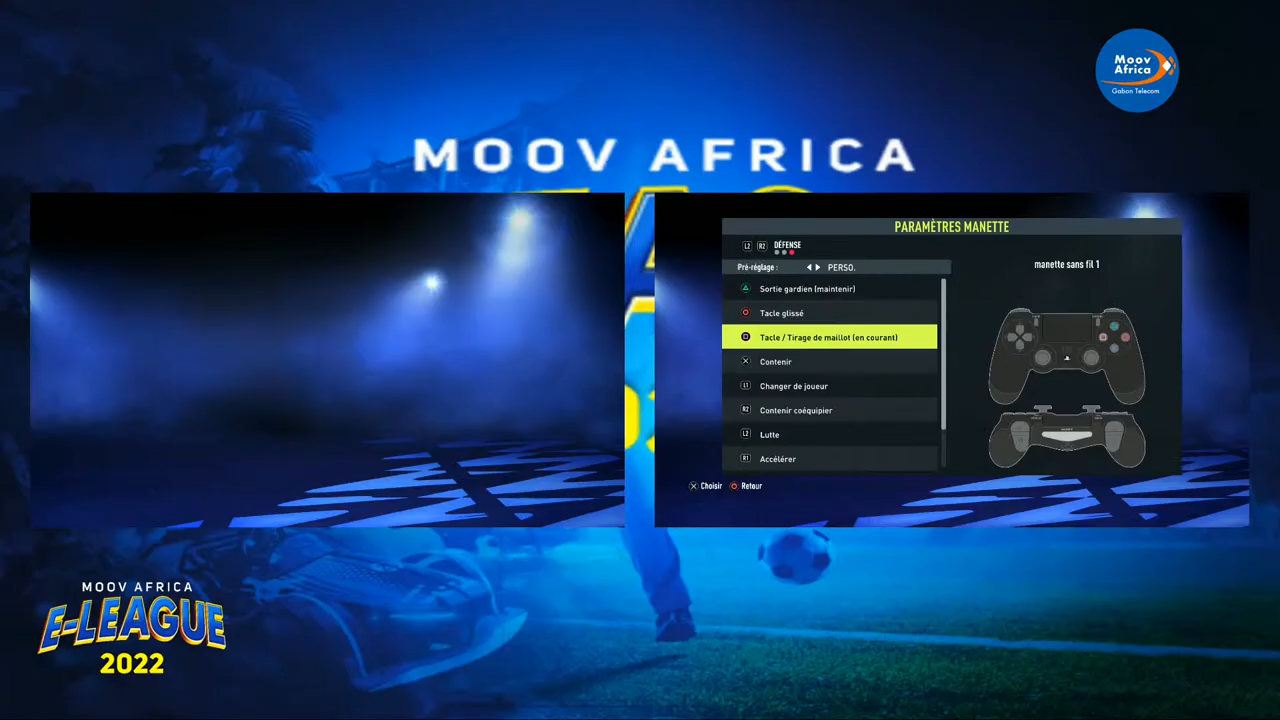 Moov
Africa
Gabon Telecom
MOOV AFRICA
PARAMÈTRES MANETTE
L2 R2 DÉFENSE
Pré-réglage : PERSO.
manette sans fil 1
Sortie gardien (maintenir)
Tacle glissé
Tacle / Tirage de maillot (en courant)
Contenir
L1 Changer de joueur
R2 Contenir coéquipier
L2 Lutte
R1 Accélérer
Choisir Retour
MOOV AFRICA
E-LEAGUE
2022